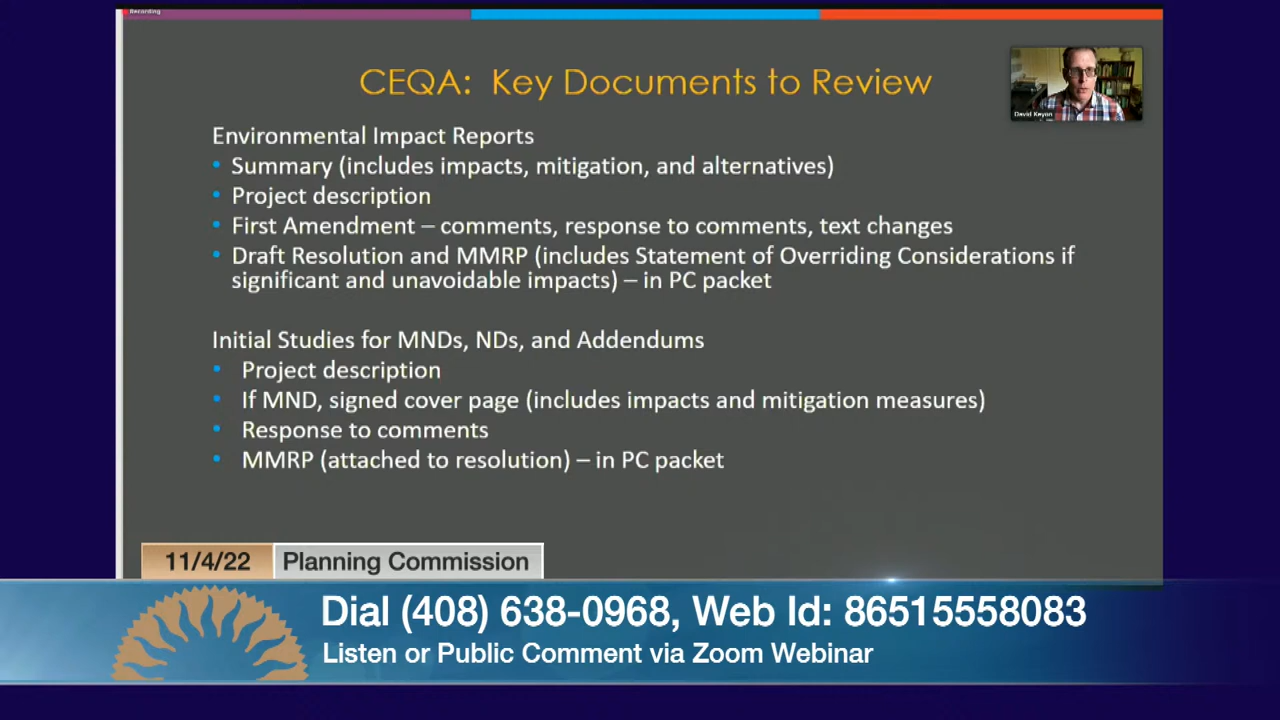 Recording
CEQA: Key Documents to Review
David Keyon
Environmental Impact Reports
• Summary (includes impacts, mitigation, and alternatives)
• Project description
• First Amendment – comments, response to comments, text changes
• Draft Resolution and MMRP (includes Statement of Overriding Considerations if
significant and unavoidable impacts) – in PC packet
Initial Studies for MNDs, NDs, and Addendums
• Project description
• If MND, signed cover page (includes impacts and mitigation measures)
• Response to comments
• MMRP (attached to resolution) – in PC packet
11/4/22 Planning Commission
Dial (408) 638-0968, Web Id: 86515558083
Listen or Public Comment via Zoom Webinar